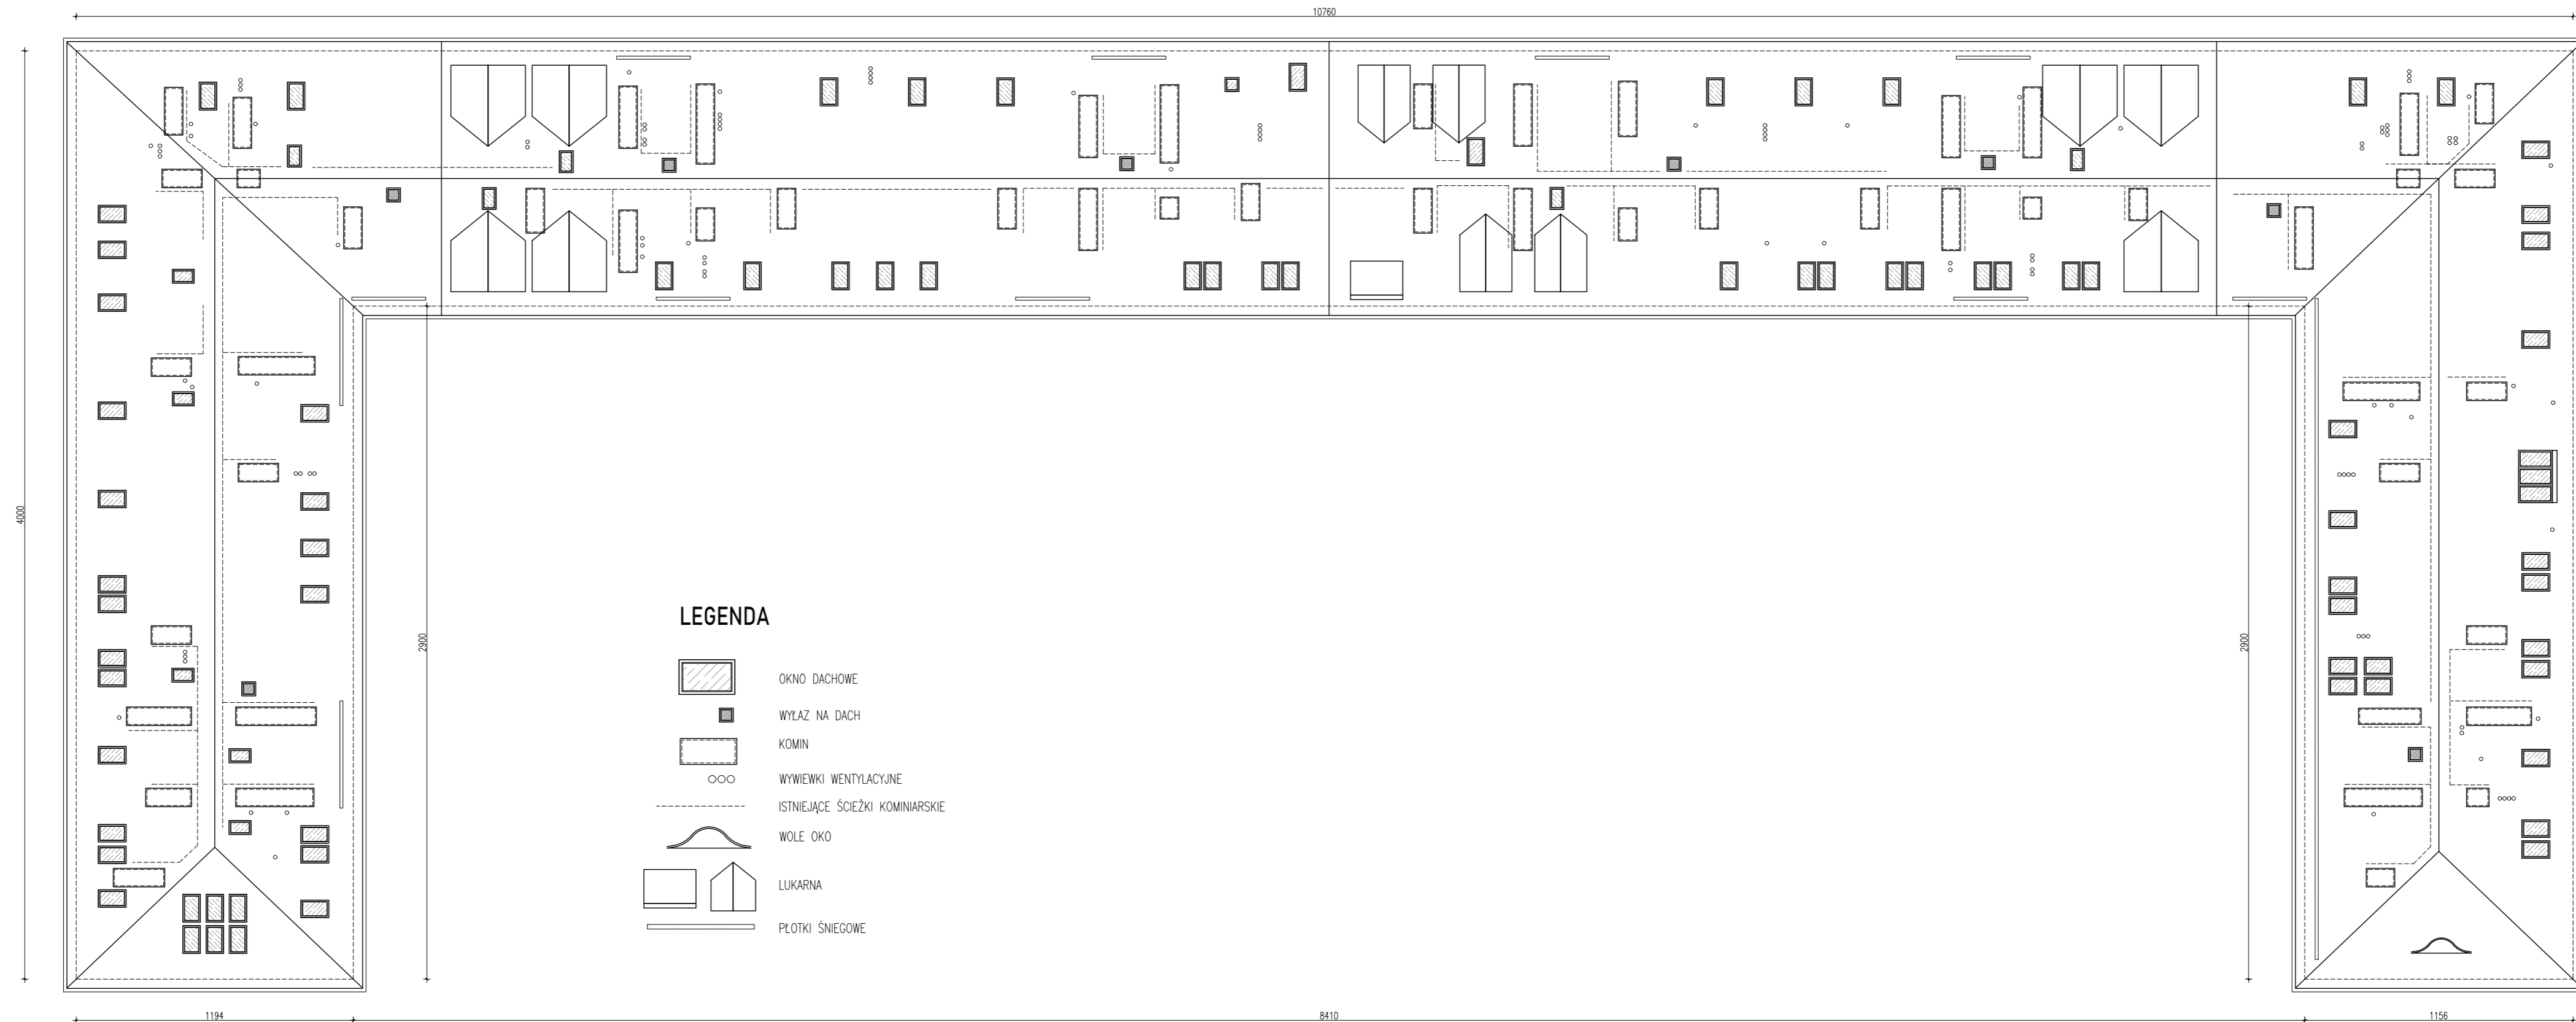 10760
4000
2900
2900
LEGENDA
OKNO DACHOWE
WYŁAZ NA DACH
KOMIN
WYWIEWKI WENTYLACYJNE
ISTNIEJĄCE ŚCIEŻKI KOMINIARSKIE
WOLE OKO
LUKARNA
PŁOTKI ŚNIEGOWE
1194
8410
1156